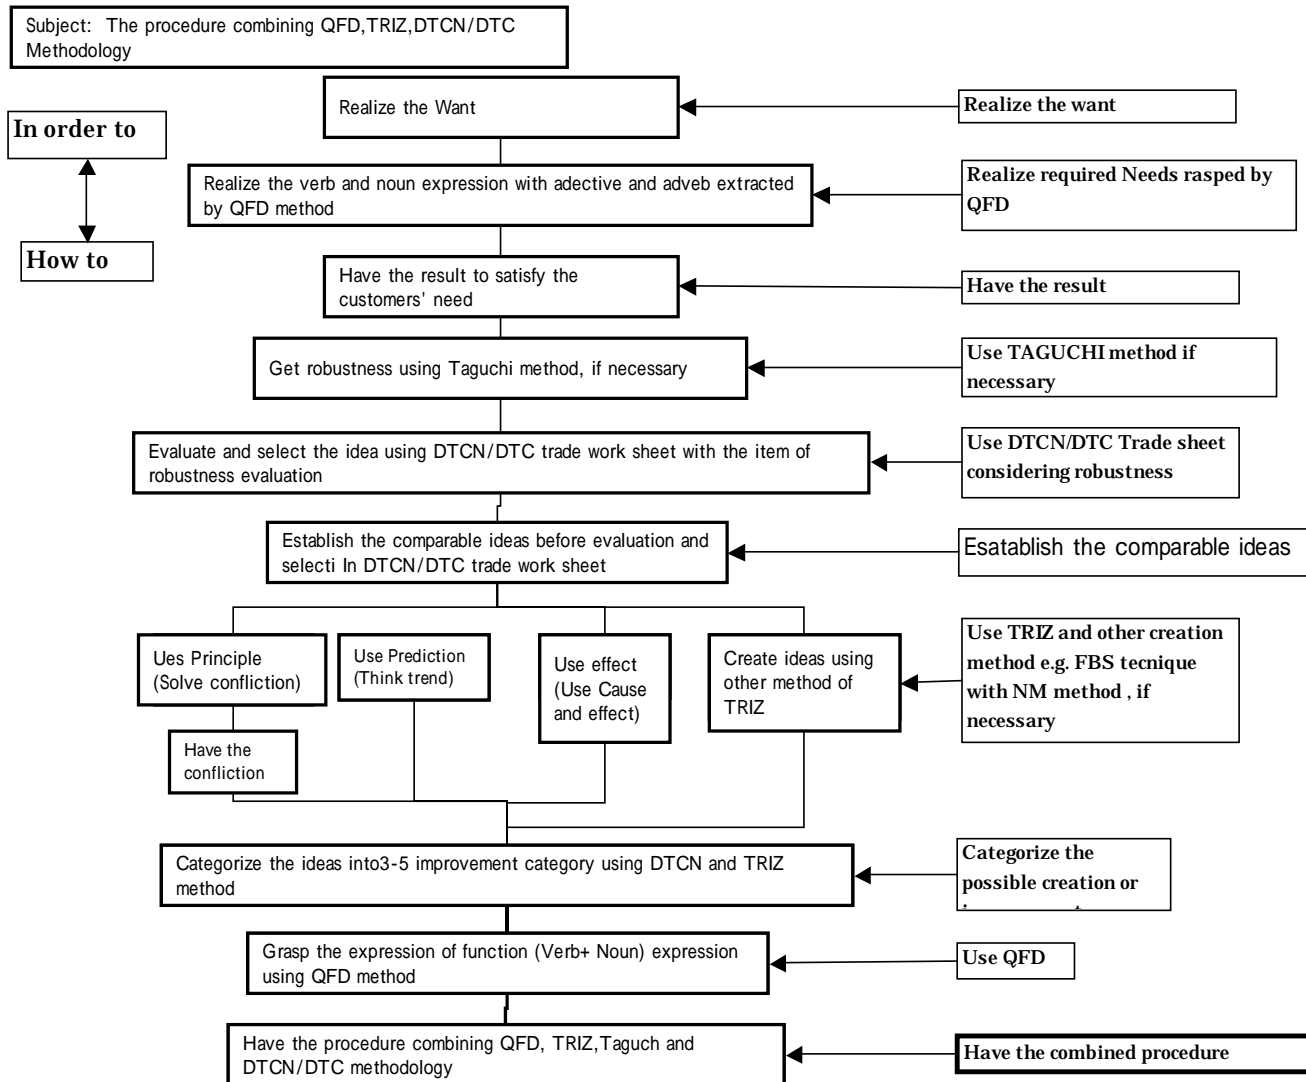 Subject: The procedure combining QFD,TRIZ,DTCN/DTC
Methodology
Realize the Want
Realize the want
In order to
How to
Realize the verb and noun expression with adective and adveb extracted
by QFD method
Realize required Needs rasped by
QFD
Have the result to satisfy the
customers' need
Have the result
Get robustness using Taguchi method, if necessary
Use TAGUCHI method if
necessary
Evaluate and select the idea using DTCN/DTC trade work sheet with the item of
robustness evaluation
Use DTCN/DTC Trade sheet
considering robustness
Establish the comparable ideas before evaluation and
selecti In DTCN/DTC trade work sheet
Esatablish the comparable ideas
Ues Principle
(Solve confliction)
Have the
confliction
Use Prediction
(Think trend)
Use effect
(Use Cause
and effect)
Create ideas using
other method of
TRIZ
Use TRIZ and other creation
method e.g. FBS tecnique
with NM method , if
necessary
Categorize the ideas into3-5 improvement category using DTCN and TRIZ
method
Categorize the
possible creation or
Grasp the expression of function (Verb+ Noun) expression
using QFD method
Use QFD
Have the procedure combining QFD, TRIZ,Taguch and
DTCN/DTC methodology
Have the combined procedure